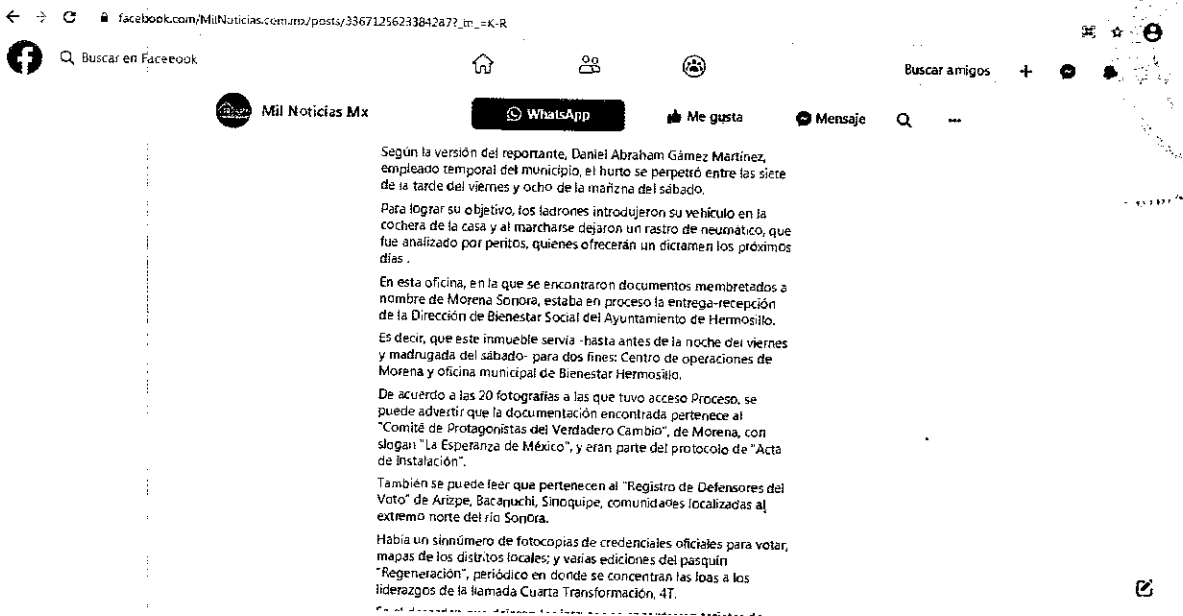 facebook.com/MilNoticias.com.mx/posts/3367125623384287?_tn_=K-R
Buscar en Facebook
Buscar amigos
Mil Noticias Mx
WhatsApp
Me gusta
Mensaje
Según la versión del reportante, Daniel Abraham Gámez Martínez,
empleado temporal del municipio, el hurto se perpetró entre las siete
de la tarde del viernes y ocho de la mañana del sábado.
Para lograr su objetivo, los ladrones introdujeron su vehículo en la
cochera de la casa y al marcharse dejaron un rastro de neumático, que
fue analizado por peritos, quienes ofrecerán un dictamen los próximos
días .
En esta oficina, en la que se encontraron documentos membretados a
nombre de Morena Sonora, estaba en proceso la entrega-recepción
de la Dirección de Bienestar Social del Ayuntamiento de Hermosillo.
Es decir, que este inmueble servía -hasta antes de la noche del viernes
y madrugada del sábado- para dos fines: Centro de operaciones de
Morena y oficina municipal de Bienestar Hermosillo.
De acuerdo a las 20 fotografías a las que tuvo acceso Proceso, se
puede advertir que la documentación encontrada pertenece al
"Comité de Protagonistas del Verdadero Cambio", de Morena, con
slogan "La Esperanza de México", y eran parte del protocolo de "Acta
de Instalación".
También se puede leer que pertenecen al "Registro de Defensores del
Voto" de Arizpe, Bacanuchi, Sinoquipe, comunidades localizadas al
extremo norte del río Sonora.
Había un sinnúmero de fotocopias de credenciales oficiales para votar,
mapas de los distritos locales; y varias ediciones del pasquín
"Regeneración", periódico en donde se concentran las loas a los
liderazgos de la llamada Cuarta Transformación, 4T.